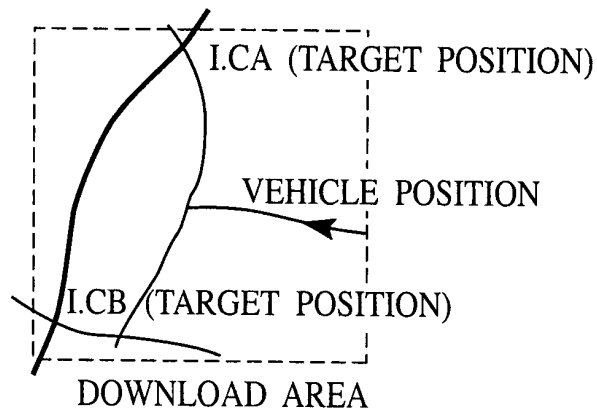 I.CA (TARGET POSITION)
VEHICLE POSITION
I.CB (TARGET POSITION)
DOWNLOAD AREA